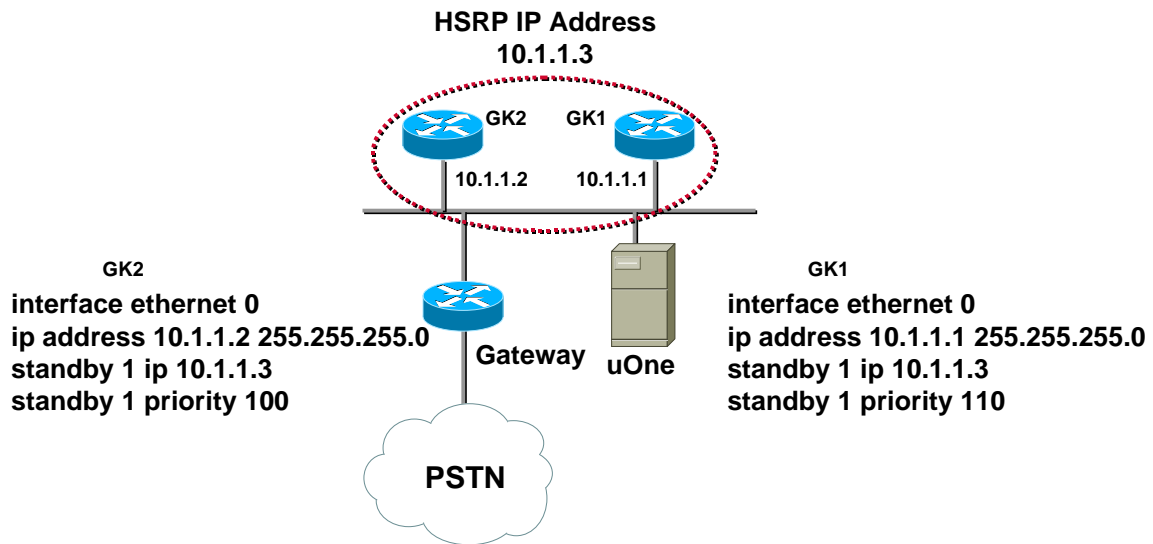 HSRP IP Address
10.1.1.3
GK2
GK1
10.1.1.2
10.1.1.1
GK2
interface ethernet 0
ip address 10.1.1.2 255.255.255.0
standby 1 ip 10.1.1.3
standby 1 priority 100
Gateway
uOne
GK1
interface ethernet 0
ip address 10.1.1.1 255.255.255.0
standby 1 ip 10.1.1.3
standby 1 priority 110
PSTN